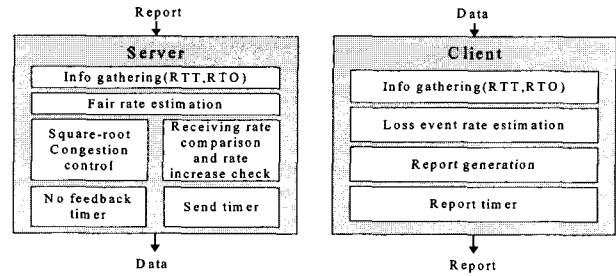 Report
Server
Info gathering(RTT,RTO)
Fair rate estimation
Square-root
Congestion
control
Receiving rate
comparison
and rate
increase check
No feedback
timer
Send timer
Data
Data
Client
Info gathering(RTT,RTO)
Loss event rate estimation
Report generation
Report timer
Report